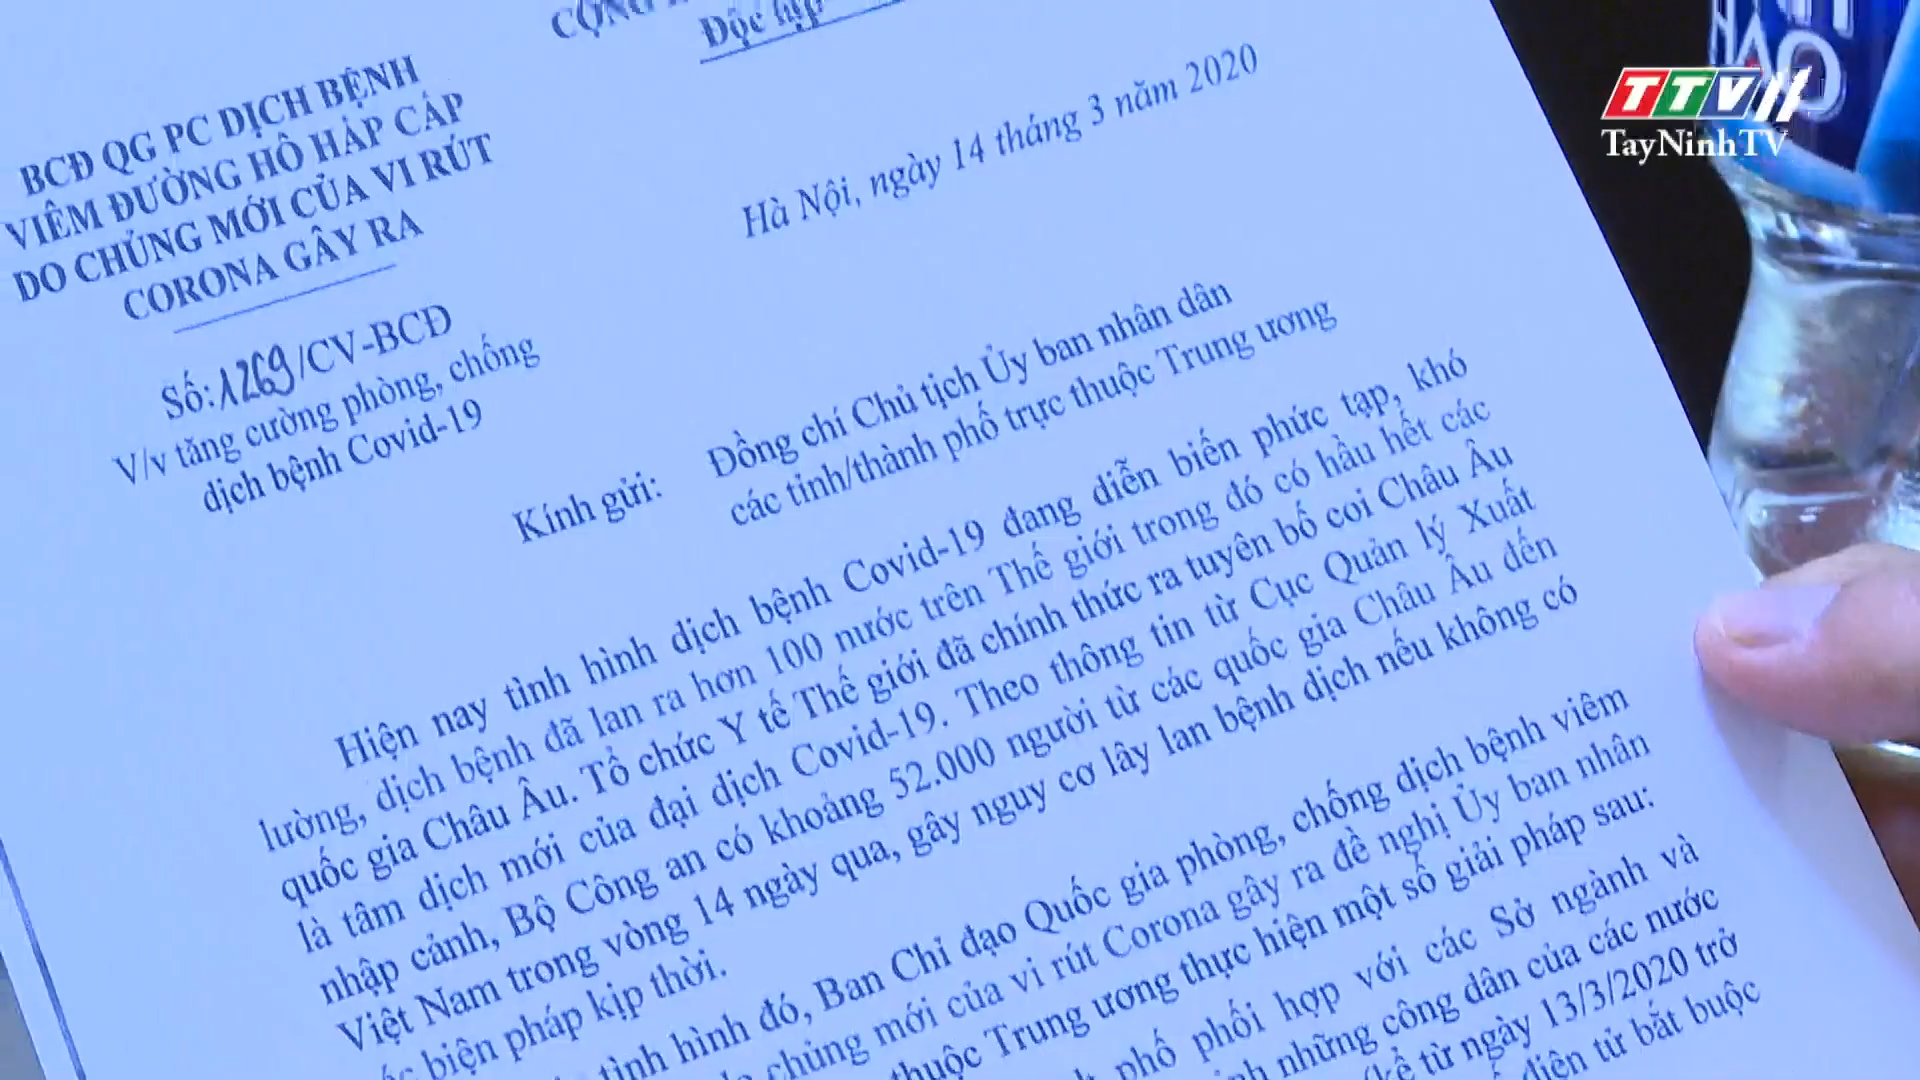 CỘNG
Độc lập
BCĐ QG PC DỊCH BỆNH
VIÊM ĐƯỜNG HÔ HẤP CẤP
DO CHỦNG MỚI CỦA VI RÚT
CORONA GÂY RA
Số: 1269/CV-BCĐ
V/v tăng cường phòng, chống
dịch bệnh Covid-19
Hà Nội, ngày 14 tháng 3 năm 2020
Kính gửi:
Đồng chí Chủ tịch Ủy ban nhân dân
các tỉnh/thành phố trực thuộc Trung ương
Hiện nay tình hình dịch bệnh Covid-19 đang diễn biến phức tạp, khó
lường, dịch bệnh đã lan ra hơn 100 nước trên Thế giới trong đó có hầu hết các
quốc gia Châu Âu. Tổ chức Y tế Thế giới đã chính thức ra tuyên bố coi Châu Âu
là tâm dịch mới của đại dịch Covid-19. Theo thông tin từ Cục Quản lý Xuất
nhập cảnh, Bộ Công an có khoảng 52.000 người từ các quốc gia Châu Âu đến
Việt Nam trong vòng 14 ngày qua, gây nguy cơ lây lan bệnh dịch nếu không có
biện pháp kịp thời.
tình hình đó, Ban Chỉ đạo Quốc gia phòng, chống dịch bệnh viêm
chủng mới của vi rút Corona gây ra đề nghị Ủy ban nhân
thuộc Trung ương thực hiện một số giải pháp sau:
phố phối hợp với các Sở ngành và
những công dân của các nước
(kể từ ngày 13/3/2020 trở
điện tử bắt buộc
TTV11
TayNinhTV